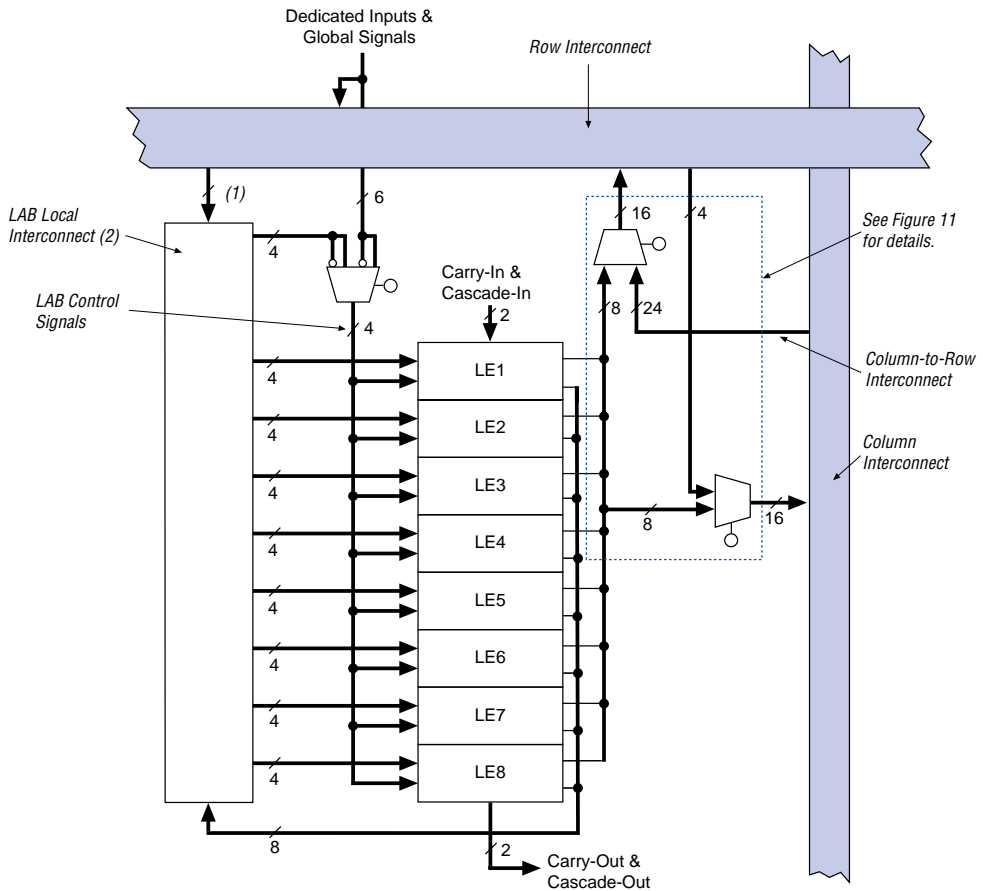 Dedicated Inputs &
Global Signals
Row Interconnect
(1)
6
16
4
See Figure 11
for details.
LAB Local
Interconnect (2)
4
LAB Control
Signals
4
Carry-In &
Cascade-In
2
8
24
Column-to-Row
Interconnect
Column
Interconnect
4
LE1
4
LE2
4
LE3
4
LE4
8
16
4
LE5
4
LE6
4
LE7
4
LE8
8
2
Carry-Out &
Cascade-Out